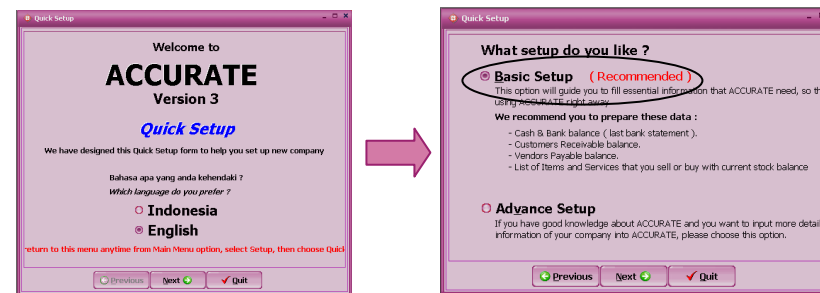 Quick Setup
Welcome to
ACCURATE
Version 3
Quick Setup
We have designed this Quick Setup form to help you set up new company
Bahasa apa yang anda kehendaki ?
Which language do you prefer ?
Indonesia
English
return to this menu anytime from Main Menu option, select Setup, then choose Quick
Previous Next Quit
Quick Setup
What setup do you like ?
Basic Setup ( Recommended )
This option will guide you to fill essential information that ACCURATE need, so
using ACCURATE right away
We recommend you to prepare these data :
- Cash & Bank balance ( last bank statement ).
- Customers Receivable balance.
- Vendors Payable balance.
- List of Items and Services that you sell or buy with current stock balance
Advance Setup
If you have good knowledge about ACCURATE and you want to input more detail
information of your company into ACCURATE, please choose this option.
Previous Next Quit